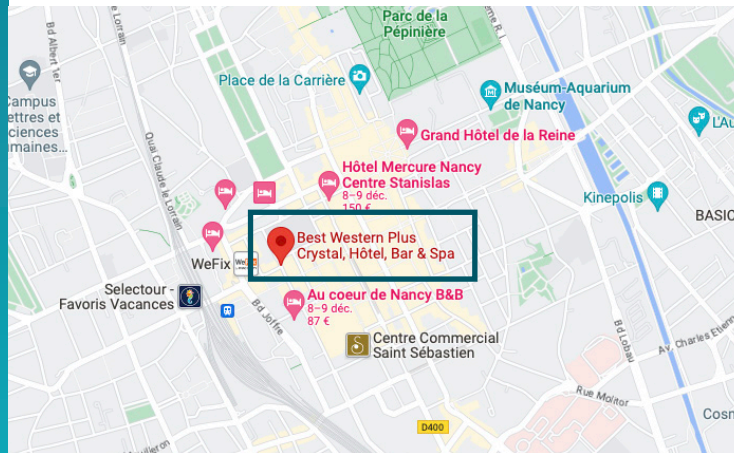 Parc de la
Pépinière
Bd Albert 1er
Place de la Carrière
Muséum-Aquarium
de Nancy
Campus
ettres et
ciences
maines...
L'Au
Grand Hôtel de la Reine
Quai Claude le Lorrain
Hôtel Mercure Nancy
Centre Stanislas
8–9 déc.
150 €
Kinepolis
BASIC
Best Western Plus
Crystal, Hôtel, Bar & Spa
WeFix
Selectour -
Favoris Vacances
Au coeur de Nancy B&B
8–9 déc.
87 €
Bd Joffre
Centre Commercial
Saint Sébastien
Bd Lobau
Av. Charles Etienn
Rue Molitor
Cosm
D400